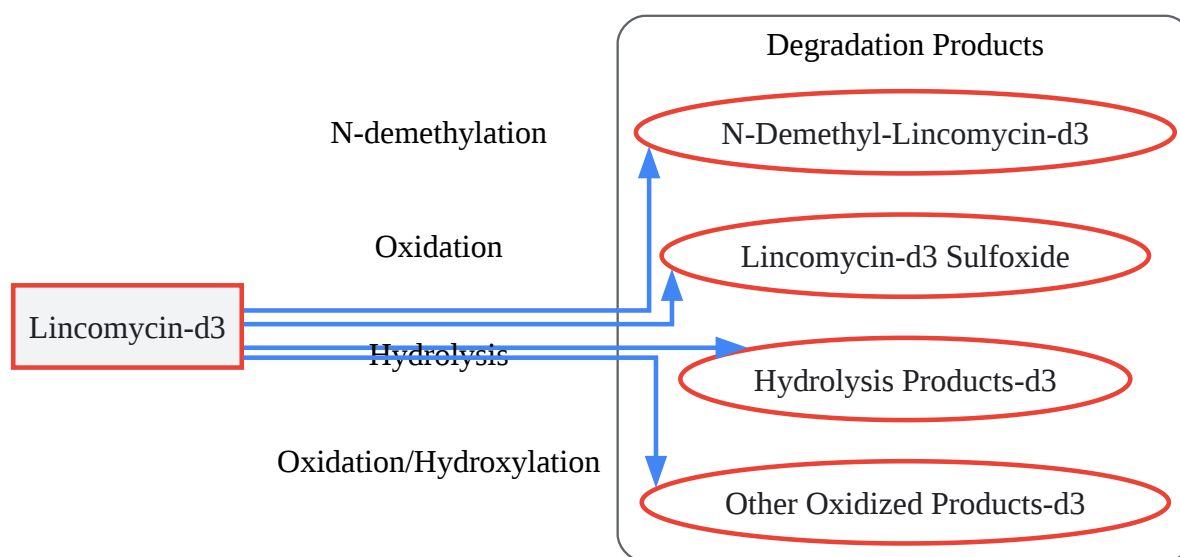 Degradation Products
N-demethylation
N-Demethyl-Lincomycin-d3
Oxidation
Lincomycin-d3 Sulfoxide
Lincomycin-d3
Hydrolysis
Hydrolysis Products-d3
Oxidation/Hydroxylation
Other Oxidized Products-d3